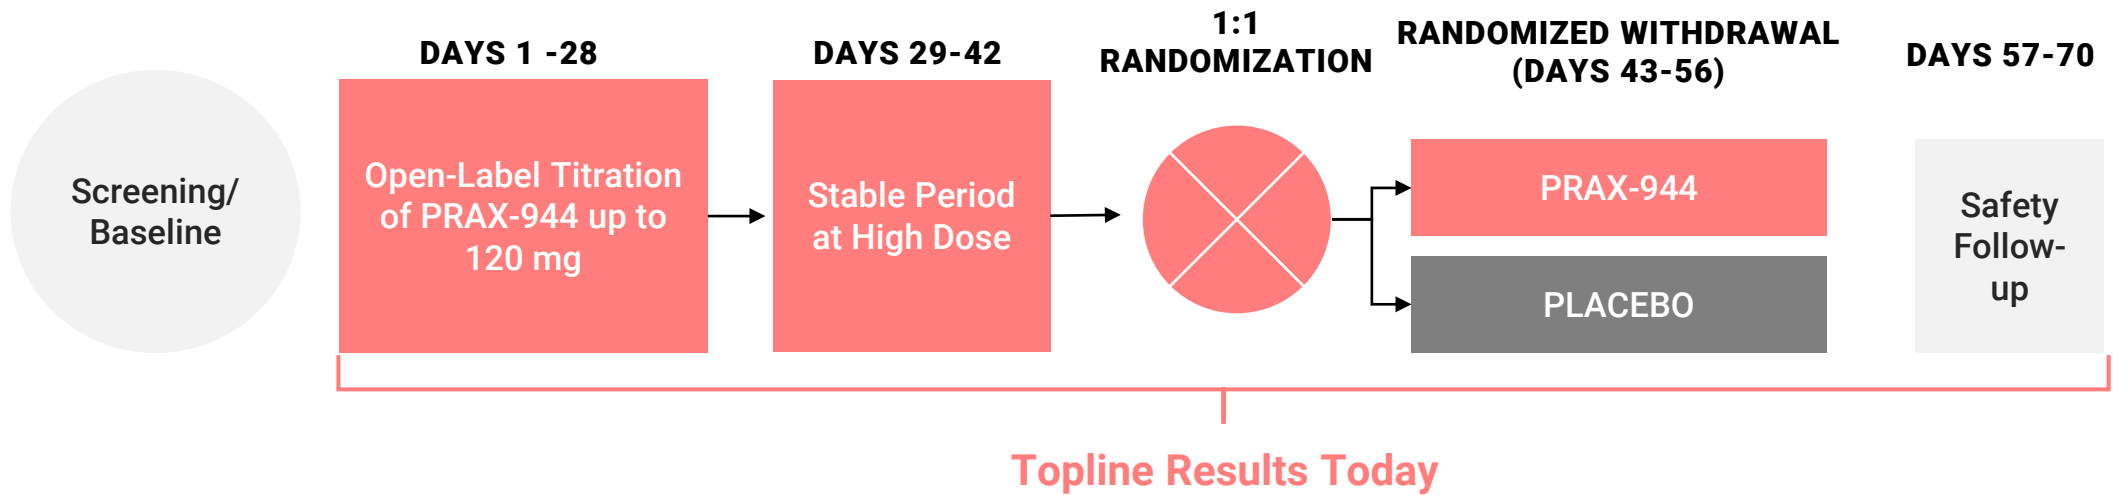 Screening/
Baseline
DAYS 1 -28
Open-Label Titration
of PRAX-944 up to
120 mg
DAYS 29-42
Stable Period
at High Dose
1:1
RANDOMIZATION
RANDOMIZED WITHDRAWAL
(DAYS 43-56)
PRAX-944
PLACEBO
DAYS 57-70
Safety
Follow-
up
Topline Results Today